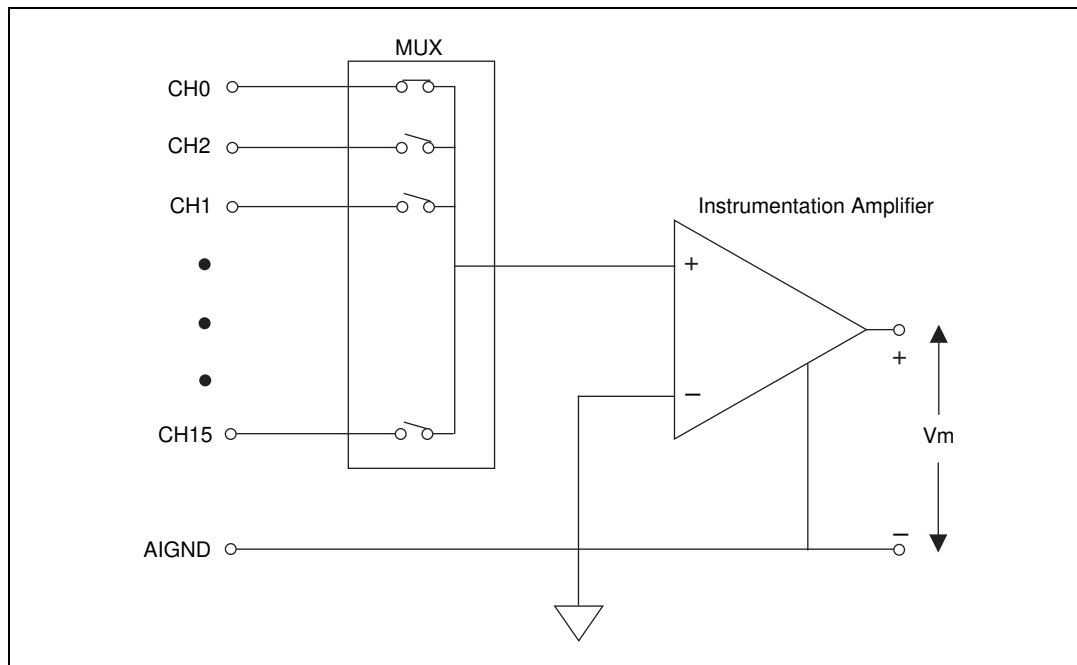 MUX
CH0
CH2
CH1
Instrumentation Amplifier
+
−
+
CH15
Vm
AIGND
−